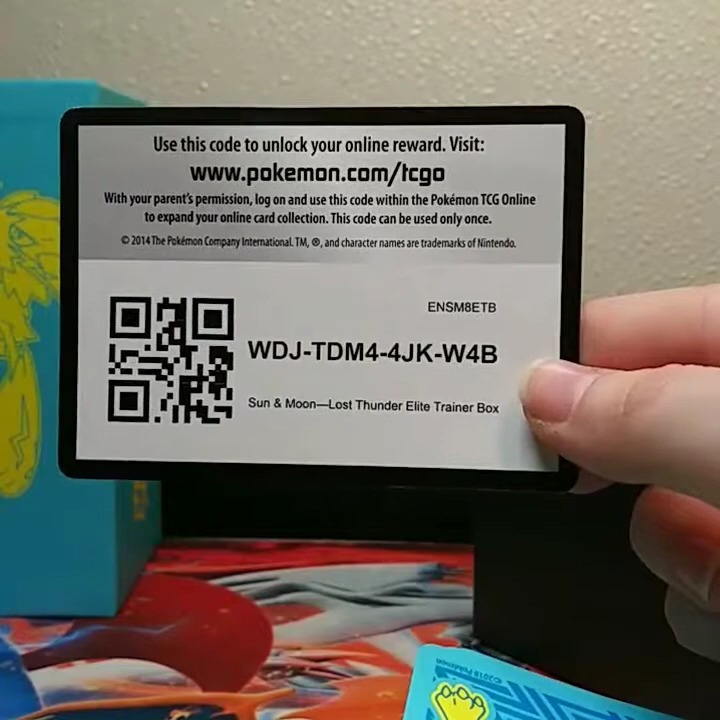 Use this code to unlock your online reward. Visit:
www.pokemon.com/tcgo
With your parent's permission, log on and use this code within the Pokémon TCG Online
to expand your online card collection. This code can be used only once.
© 2014 The Pokémon Company International. TM, ®, and character names are trademarks of Nintendo.
ENSM8ETB
WDJ-TDM4-4JK-W4B
Sun & Moon—Lost Thunder Elite Trainer Box
©2018 Pokémon